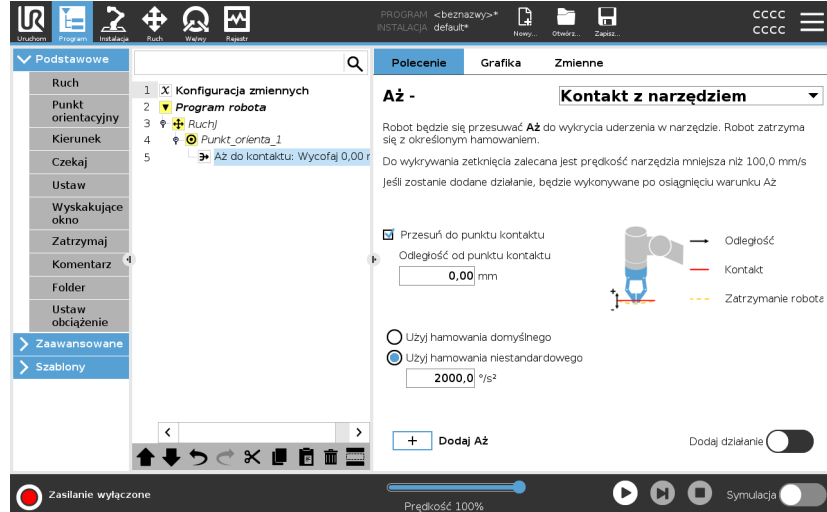 UR
PROGRAM <beznazwy>*
INSTALACJA default*
CCCC
CCCC
Uruchom Program Instalacja Ruch We/wy Rejestr Nowy... Otwórz... Zapisz...
Podstawowe
Ruch
Punkt
orientacyjny
Kierunek
Czekaj
Ustaw
Wyskakujące
okno
Zatrzymaj
Komentarz
Folder
Ustaw
obciążenie
Zaawansowane
Szablony
1 x Konfiguracja zmiennych
2 Program robota
3 RuchJ
4 Punkt_orienta_1
5 Aż do kontaktu: Wycofaj 0,00 r
Polecenie Grafika Zmienne
Aż - Kontakt z narzędziem
Robot będzie się przesuwać Aż do wykrycia uderzenia w narzędzie. Robot zatrzyma
się z określonym hamowaniem.
Do wykrywania zetknięcia zalecana jest prędkość narzędzia mniejsza niż 100,0 mm/s
Jeśli zostanie dodane działanie, będzie wykonywane po osiągnięciu warunku Aż
Przesuń do punktu kontaktu
Odległość od punktu kontaktu
0,00 mm
+
-
Odległość
Kontakt
Zatrzymanie robota
Użyj hamowania domyślnego
Użyj hamowania niestandardowego
2000,0 °/s²
+ Dodaj Aż
Dodaj działanie
Zasilanie wyłączone
Prędkość 100%
Symulacja